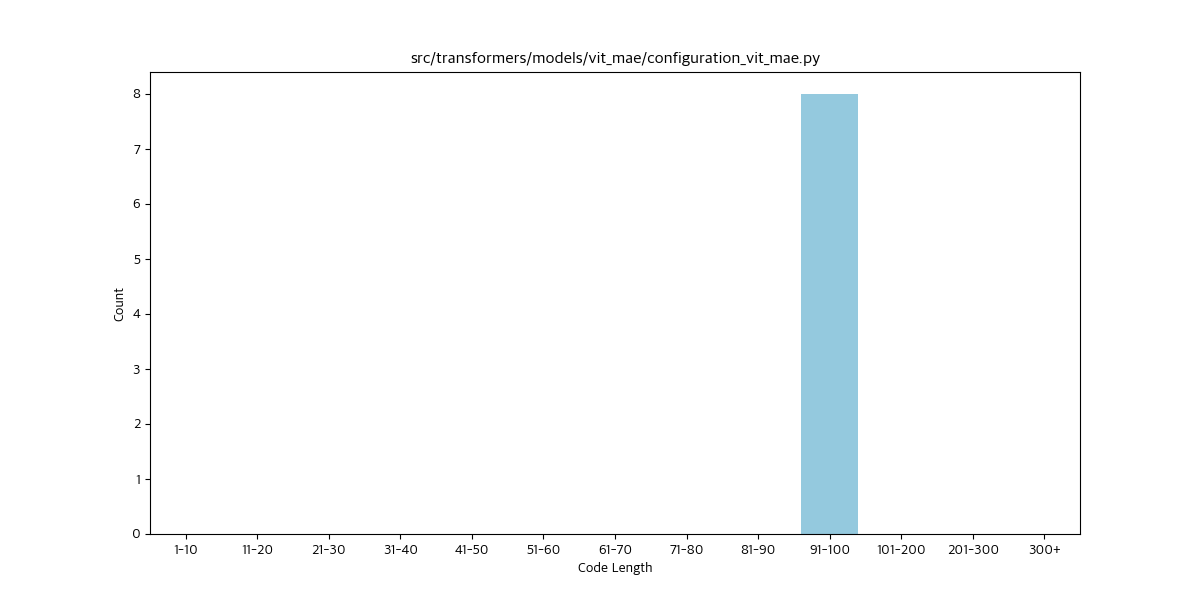 src/transformers/models/vit_mae/configuration_vit_mae.py
8
7
6
5
4
3
2
1
0
Count
1-10 11-20 21-30 31-40 41-50 51-60 61-70 71-80 81-90 91-100 101-200 201-300 300+
Code Length